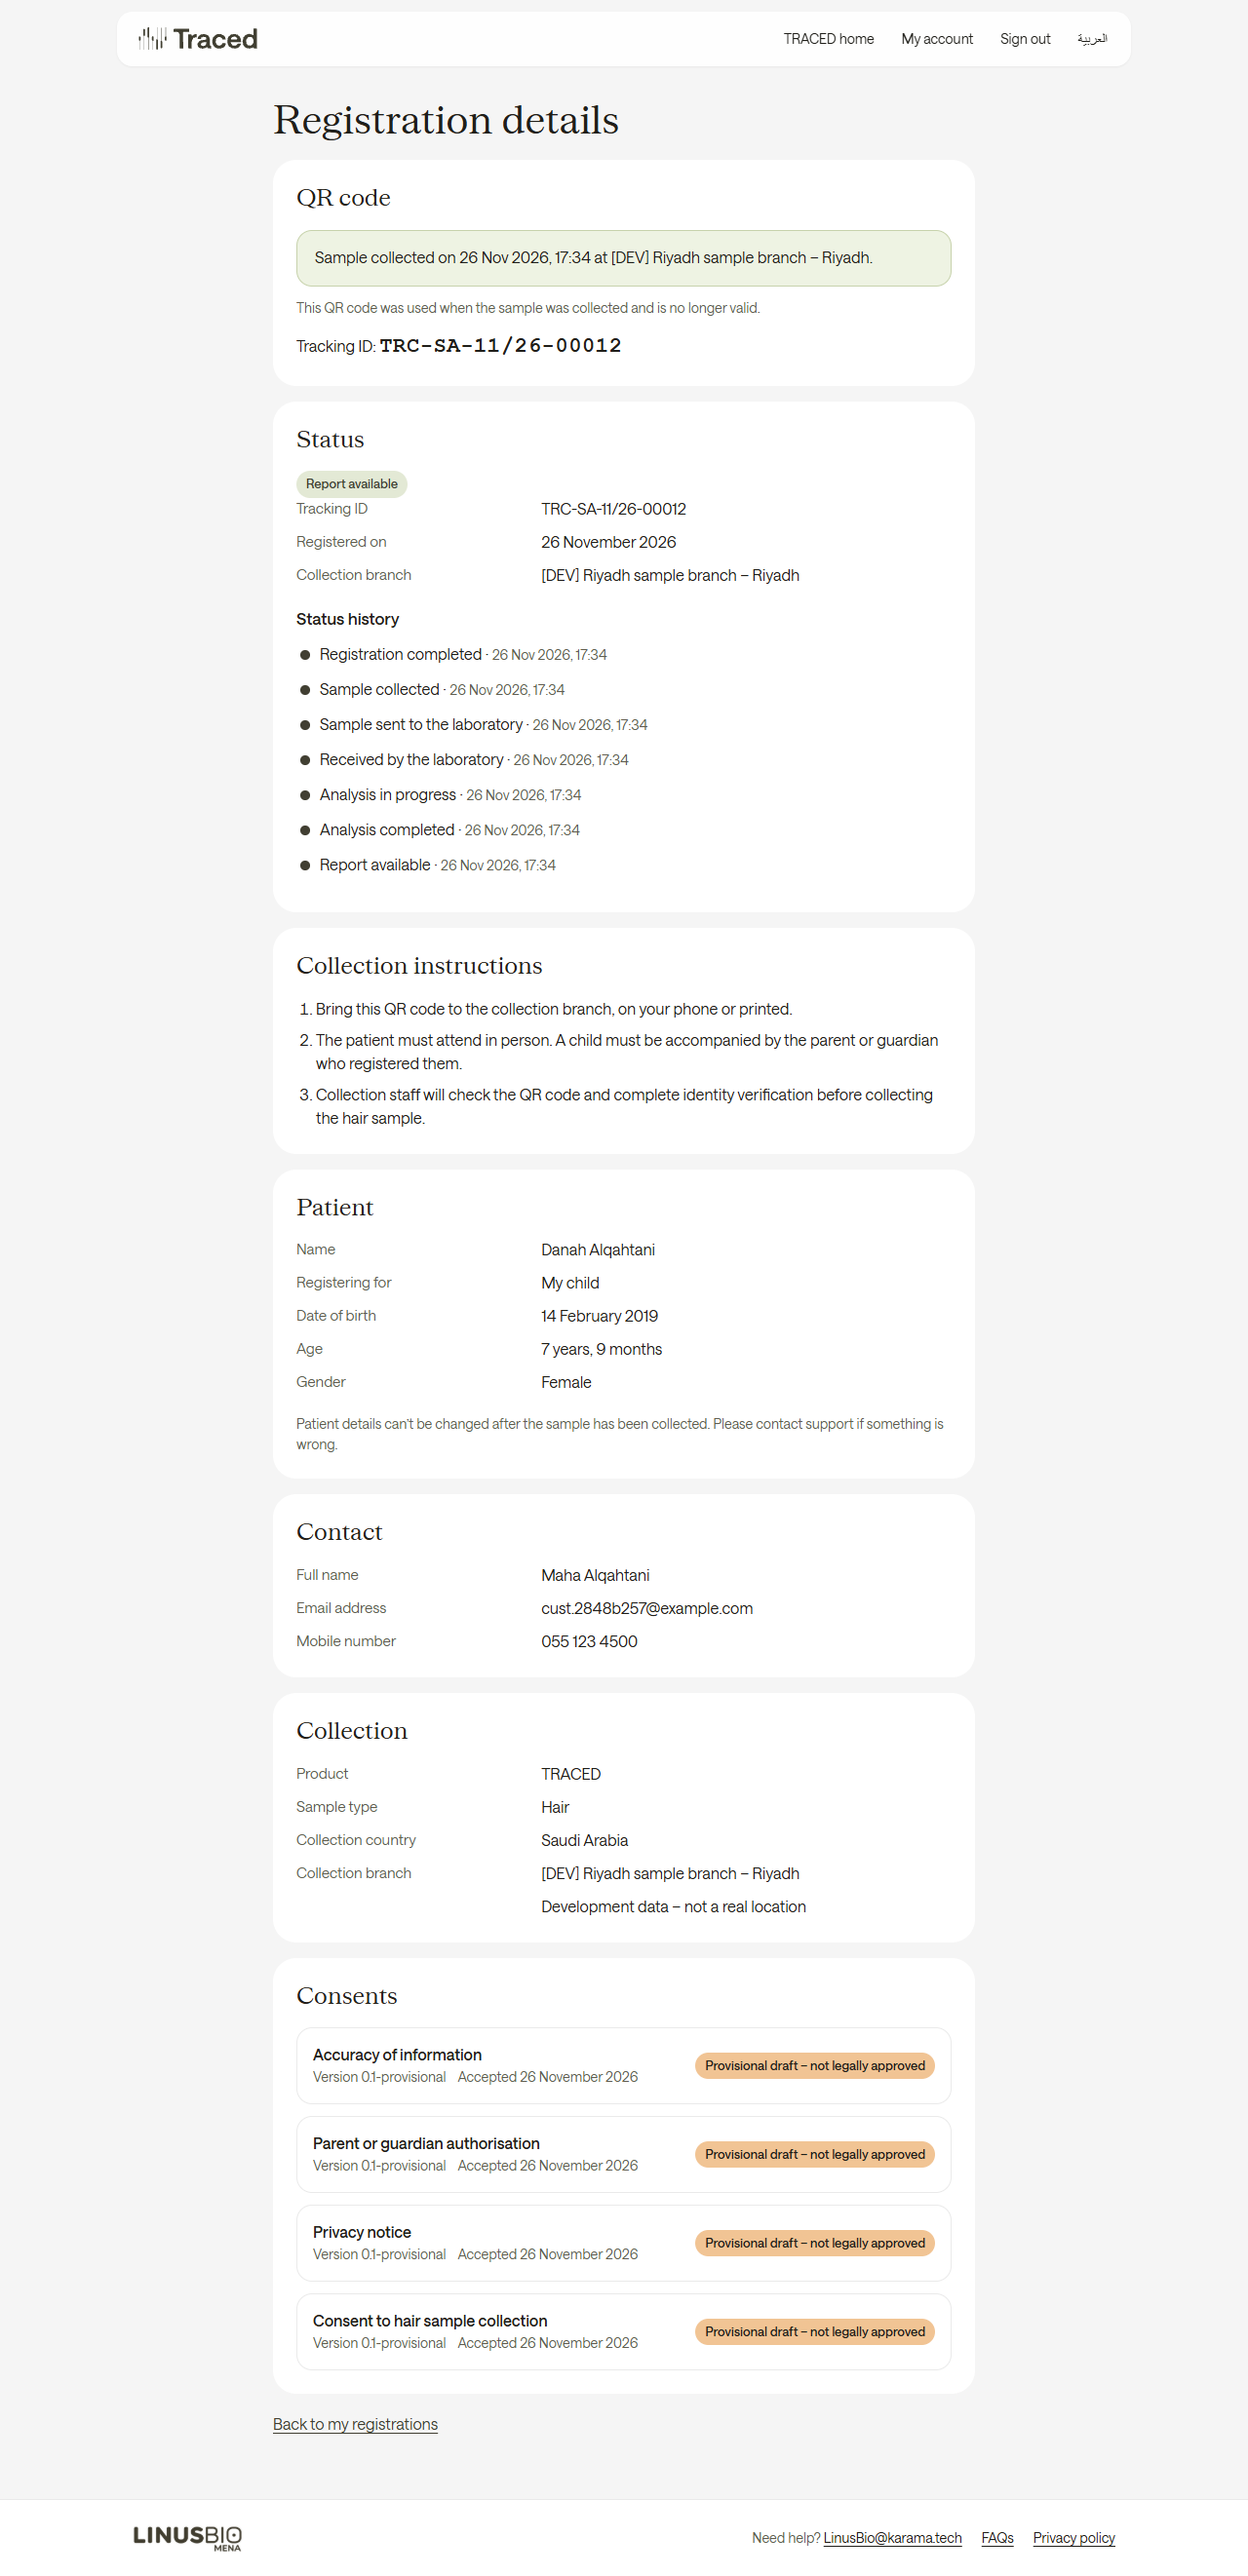 Traced
TRACED home
My account
Sign out
العربية
Registration details
QR code
Sample collected on 26 Nov 2026, 17:34 at [DEV] Riyadh sample branch – Riyadh.
This QR code was used when the sample was collected and is no longer valid.
Tracking ID: TRC-SA-11/26-00012
Status
Report available
Tracking ID TRC-SA-11/26-00012
Registered on 26 November 2026
Collection branch [DEV] Riyadh sample branch – Riyadh
Status history
Registration completed · 26 Nov 2026, 17:34
Sample collected · 26 Nov 2026, 17:34
Sample sent to the laboratory · 26 Nov 2026, 17:34
Received by the laboratory · 26 Nov 2026, 17:34
Analysis in progress · 26 Nov 2026, 17:34
Analysis completed · 26 Nov 2026, 17:34
Report available · 26 Nov 2026, 17:34
Collection instructions
1. Bring this QR code to the collection branch, on your phone or printed.
2. The patient must attend in person. A child must be accompanied by the parent or guardian
who registered them.
3. Collection staff will check the QR code and complete identity verification before collecting
the hair sample.
Patient
Name Danah Alqahtani
Registering for My child
Date of birth 14 February 2019
Age 7 years, 9 months
Gender Female
Patient details can't be changed after the sample has been collected. Please contact support if something is
wrong.
Contact
Full name Maha Alqahtani
Email address cust.2848b257@example.com
Mobile number 055 123 4500
Collection
Product TRACED
Sample type Hair
Collection country Saudi Arabia
Collection branch [DEV] Riyadh sample branch – Riyadh
Development data – not a real location
Consents
Accuracy of information
Version 0.1-provisional Accepted 26 November 2026
Provisional draft – not legally approved
Parent or guardian authorisation
Version 0.1-provisional Accepted 26 November 2026
Provisional draft – not legally approved
Privacy notice
Version 0.1-provisional Accepted 26 November 2026
Provisional draft – not legally approved
Consent to hair sample collection
Version 0.1-provisional Accepted 26 November 2026
Provisional draft – not legally approved
Back to my registrations
LINUSBIO
MENA
Need help? LinusBio@karama.tech
FAQs
Privacy policy